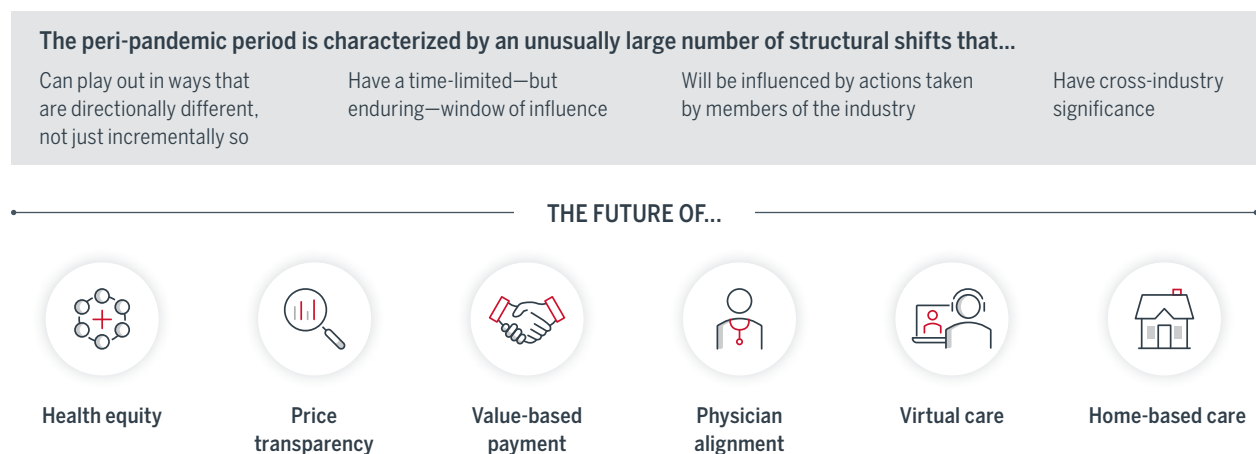 The peri-pandemic period is characterized by an unusually large number of structural shifts that...
Can play out in ways that
are directionally different,
not just incrementally so
Have a time-limited—but
enduring—window of influence
Will be influenced by actions taken
by members of the industry
Have cross-industry
significance
THE FUTURE OF...
Health equity
Price
transparency
Value-based
payment
Physician
alignment
Virtual care
Home-based care